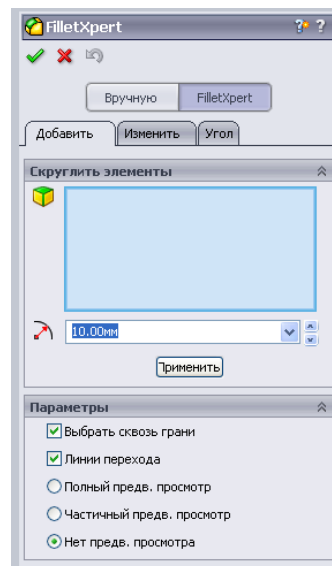 FilletXpert ? ?
Вручную FilletXpert
Добавить Изменить Угол
Скруглить элементы
10.00мм
Применить
Параметры
Выбрать сквозь грани
Линии перехода
Полный предв. просмотр
Частичный предв. просмотр
Нет предв. просмотра